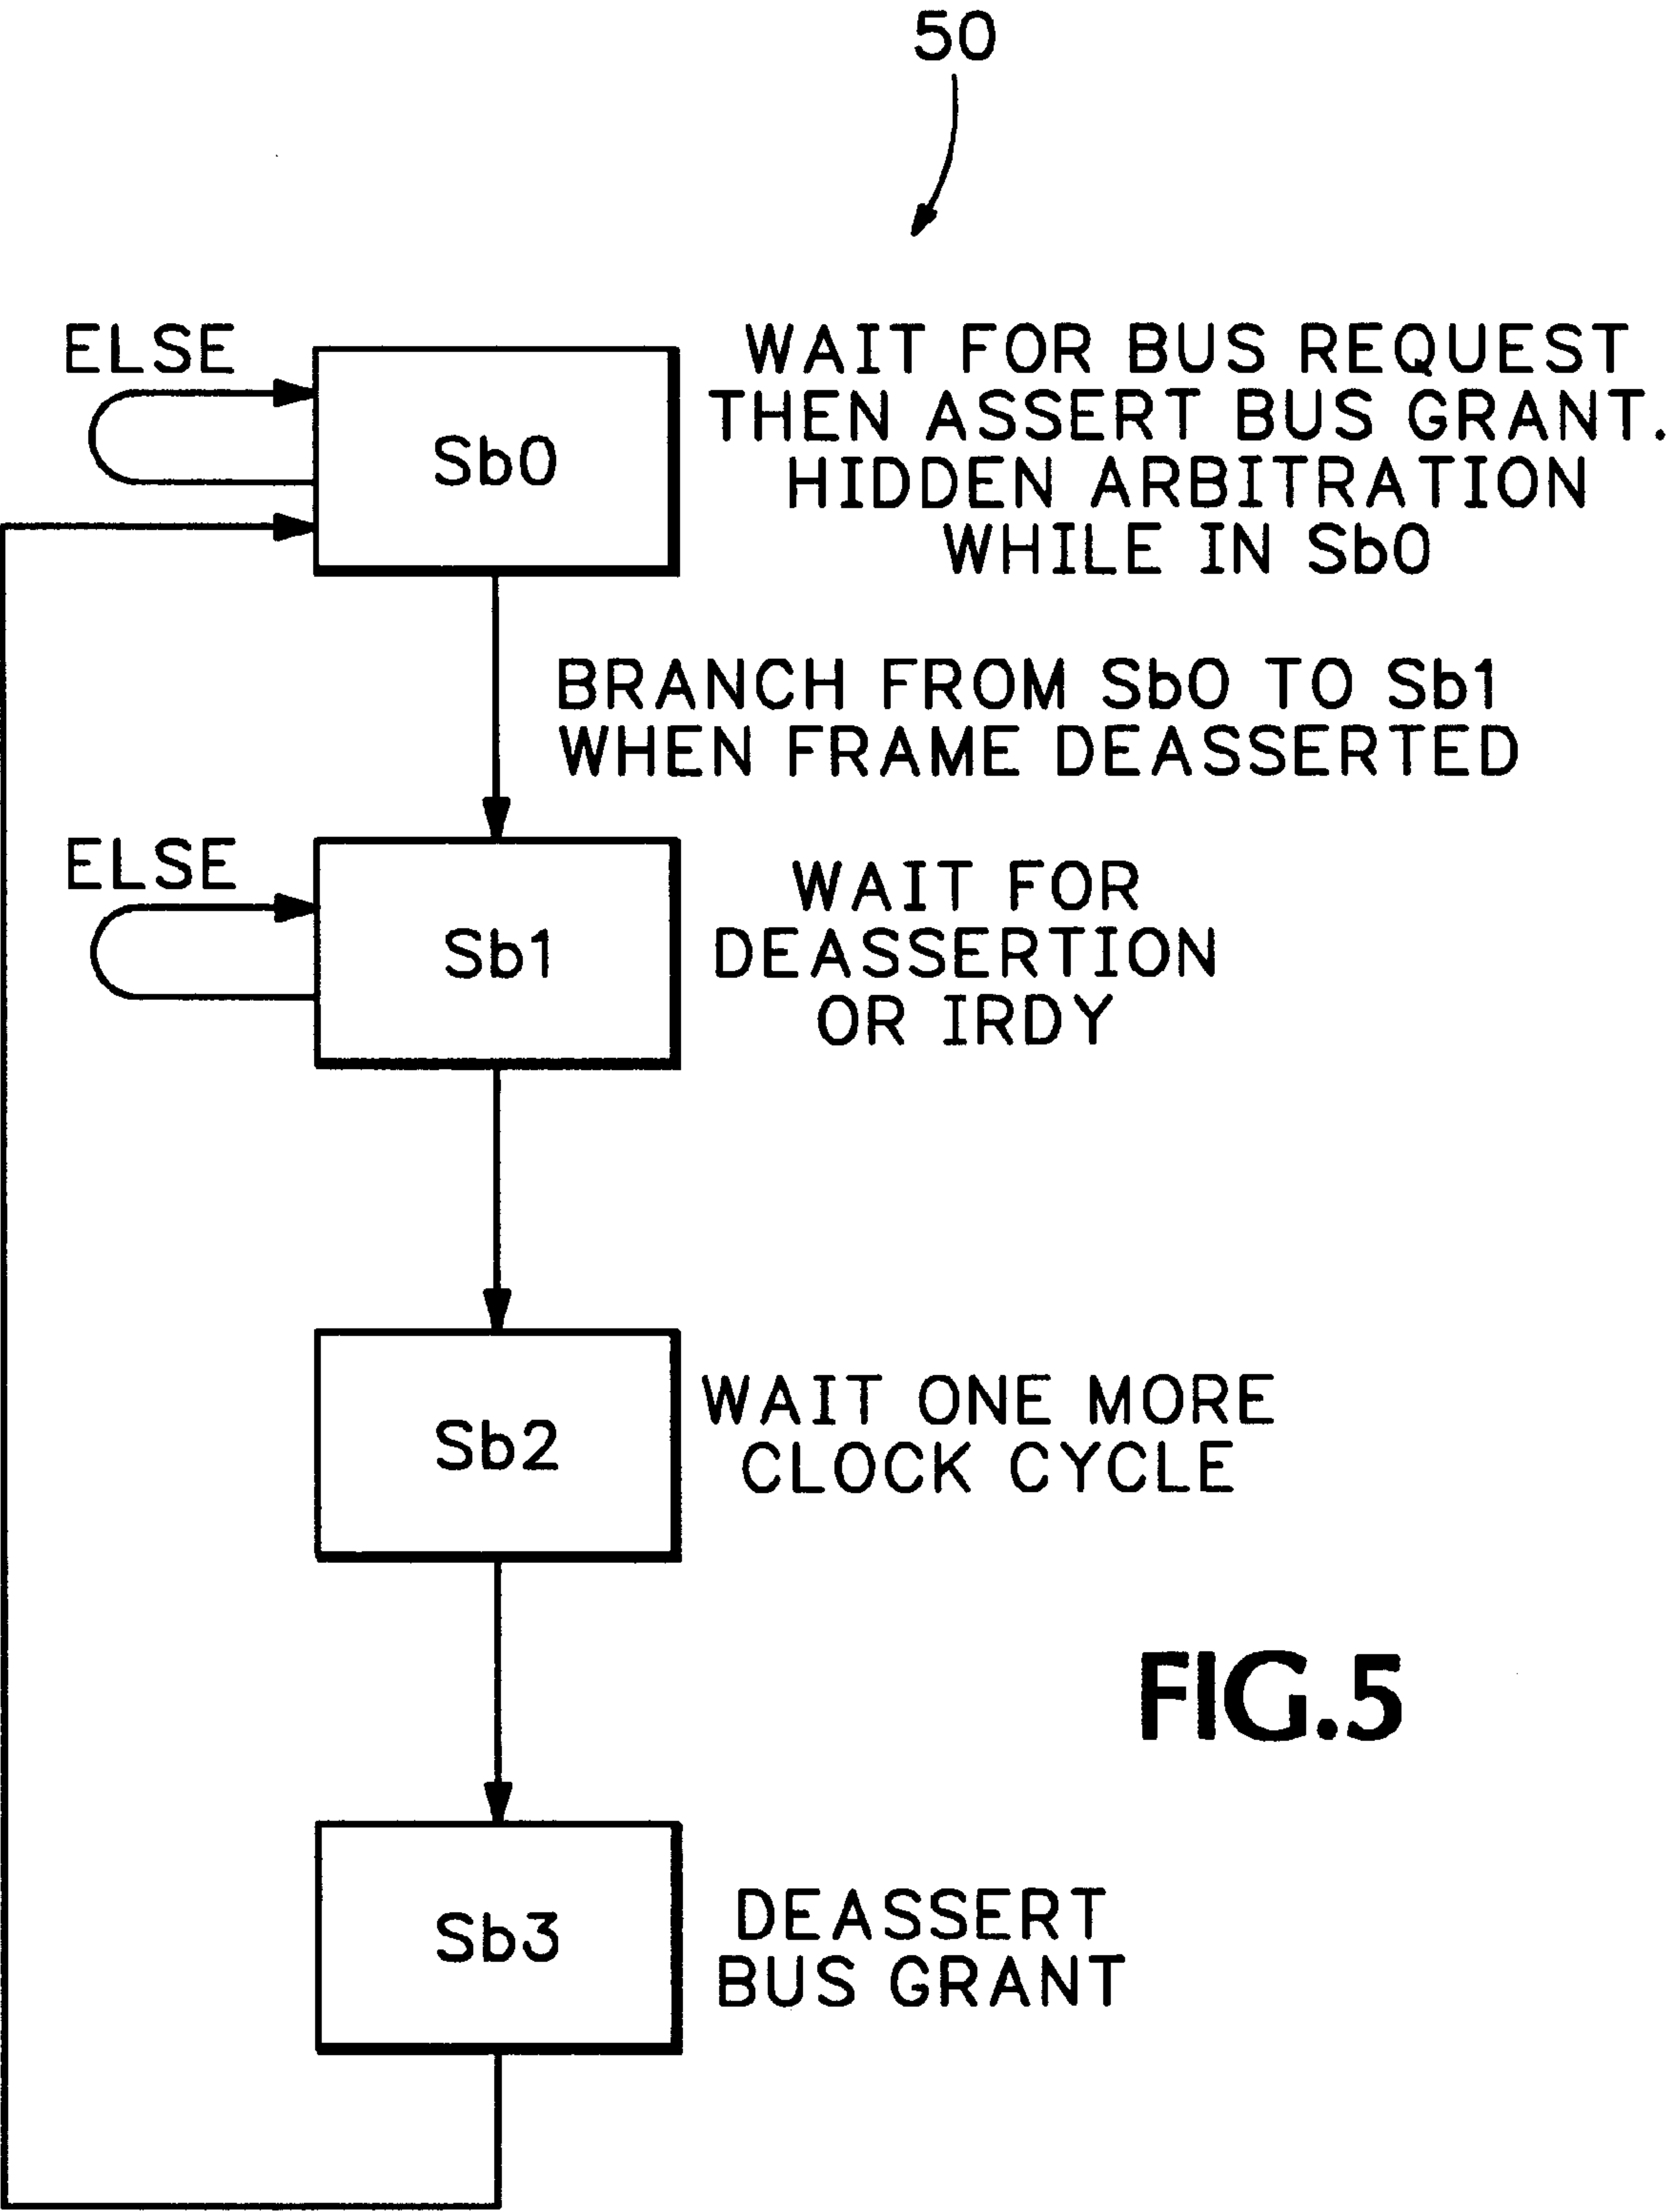 50
ELSE
WAIT FOR BUS REQUEST
THEN ASSERT BUS GRANT.
HIDDEN ARBITRATION
WHILE IN Sb0
Sb0
BRANCH FROM Sb0 TO Sb1
WHEN FRAME DEASSERTED
ELSE
Sb1
WAIT FOR
DEASSERTION
OR IRDY
Sb2
WAIT ONE MORE
CLOCK CYCLE
FIG.5
Sb3
DEASSERT
BUS GRANT